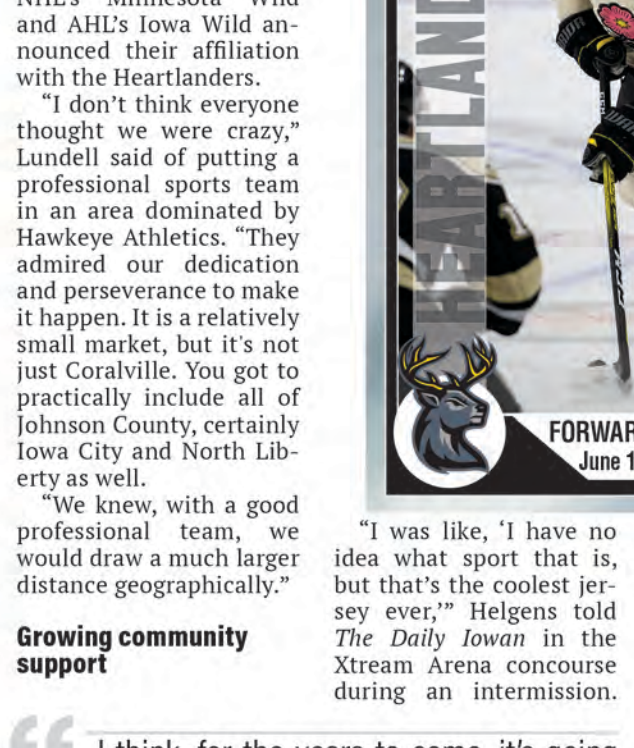 NHL's Minnesota Wild
and AHL's Iowa Wild an-
nounced their affiliation
with the Heartlanders.
“I don’t think everyone
thought we were crazy,”
Lundell said of putting a
professional sports team
in an area dominated by
Hawkeye Athletics. “They
admired our dedication
and perseverance to make
it happen. It is a relatively
small market, but it's not
just Coralville. You got to
practically include all of
Johnson County, certainly
Iowa City and North Lib-
erty as well.
“We knew, with a good
professional team, we
would draw a much larger
distance geographically.”
Growing community
support
HEARTLAND
FORWAR
June 1
“I was like, ‘I have no
idea what sport that is,
but that’s the coolest jer-
sey ever,’” Helgens told
The Daily Iowan in the
Xtream Arena concourse
during an intermission.
“
I think, for the years to come, it's going